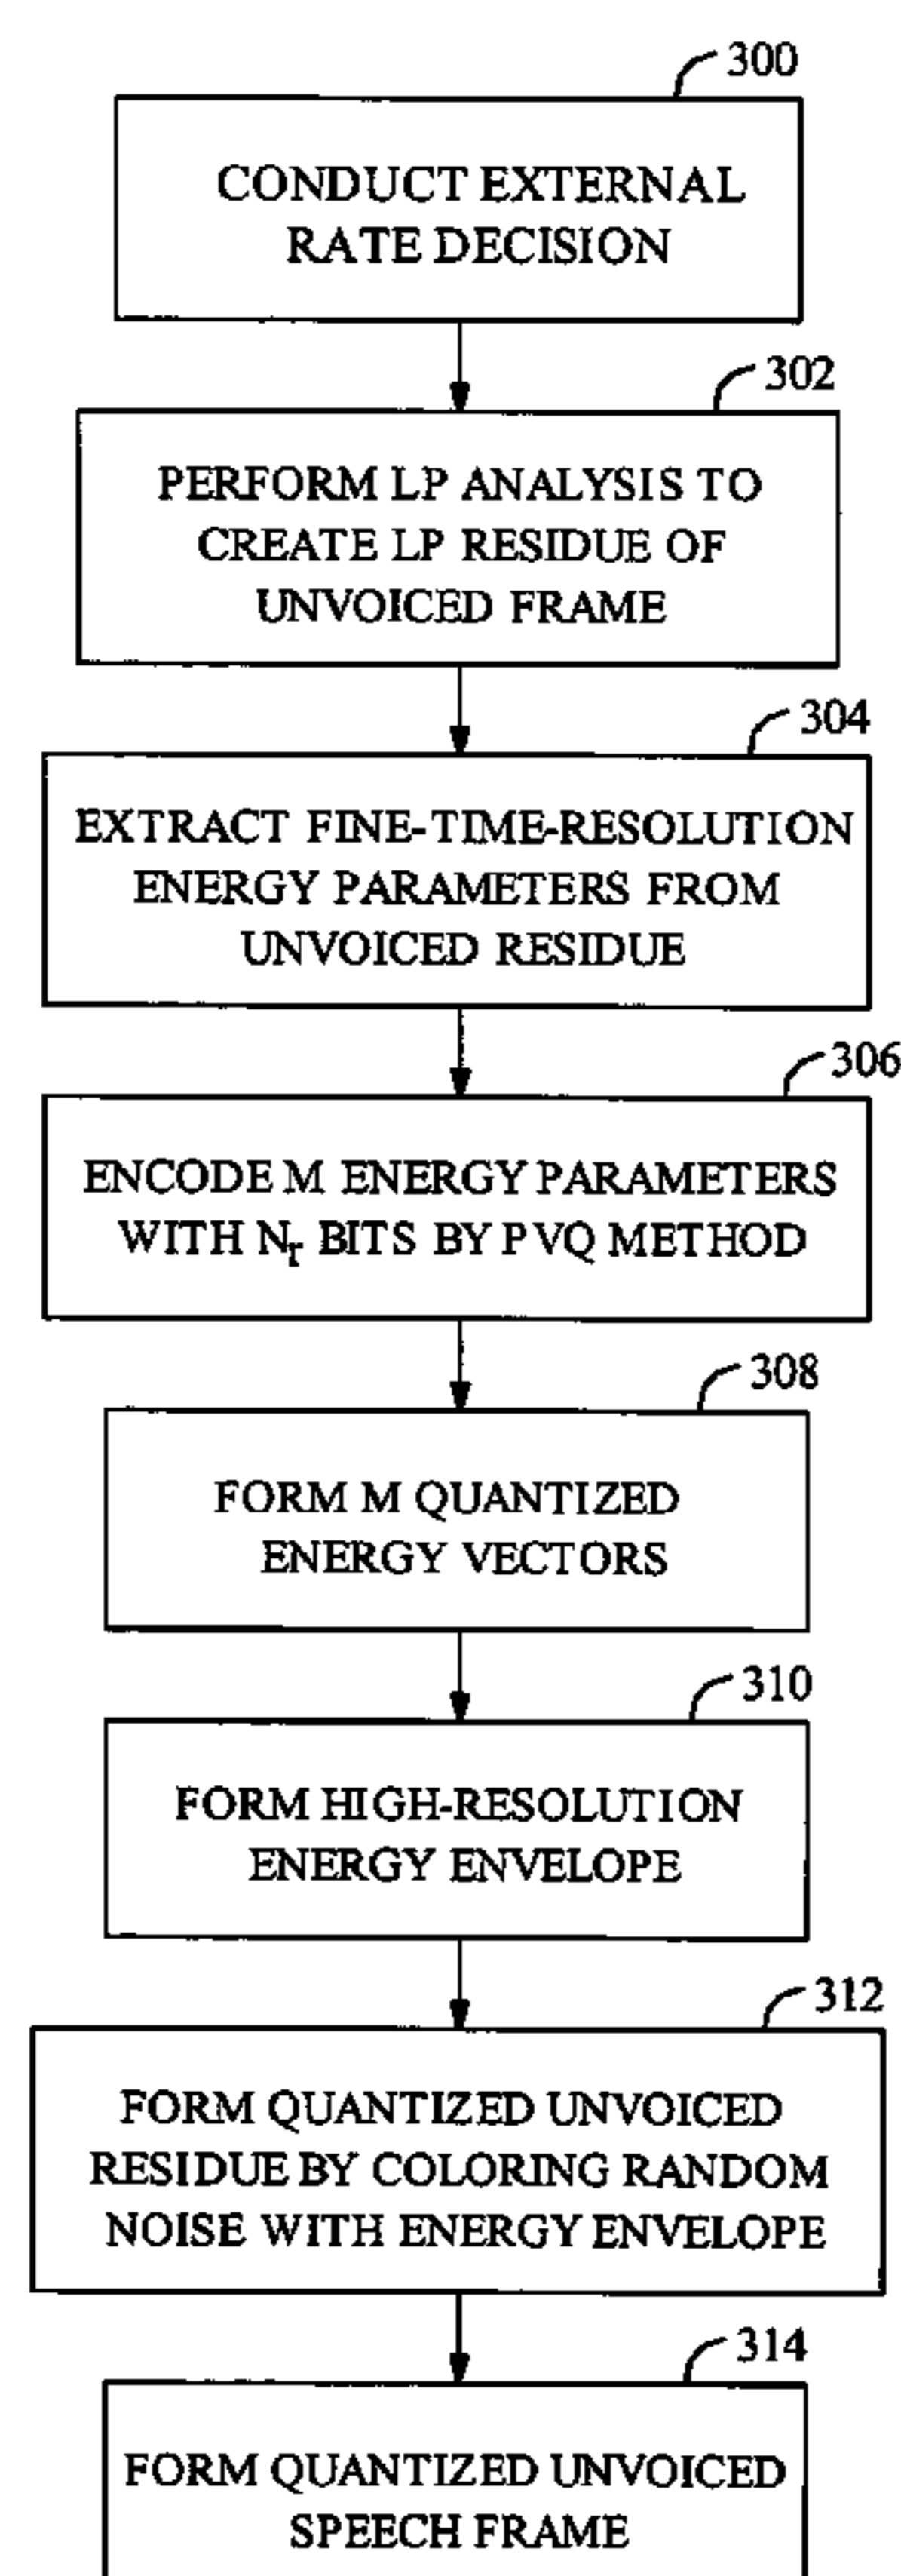 300
CONDUCT EXTERNAL
RATE DECISION
302
PERFORM LP ANALYSIS TO
CREATE LP RESIDUE OF
UNVOICED FRAME
304
EXTRACT FINE-TIME-RESOLUTION
ENERGY PARAMETERS FROM
UNVOICED RESIDUE
306
ENCODE M ENERGY PARAMETERS
WITH Nr BITS BY PVQ METHOD
308
FORM M QUANTIZED
ENERGY VECTORS
310
FORM HIGH-RESOLUTION
ENERGY ENVELOPE
312
FORM QUANTIZED UNVOICED
RESIDUE BY COLORING RANDOM
NOISE WITH ENERGY ENVELOPE
314
FORM QUANTIZED UNVOICED
SPEECH FRAME